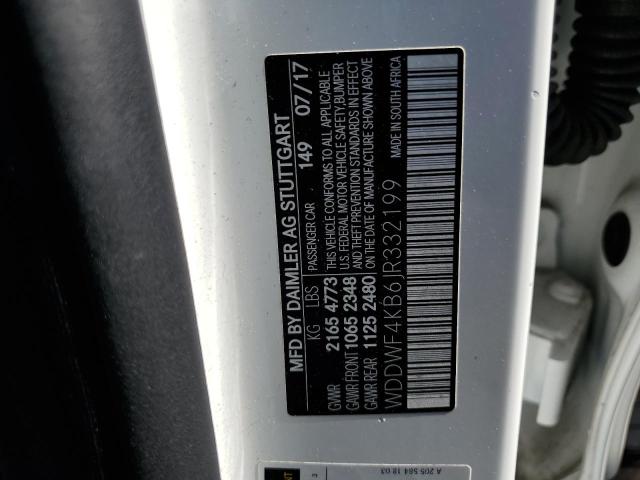 MFD BY DAIMLER AG STUTTGART
KG LBS PASSENGER CAR 149 07/17
GVWR 2165 4773 THIS VEHICLE CONFORMS TO ALL APPLICABLE
GAWR FRONT 1065 2348 U.S. FEDERAL MOTOR VEHICLE SAFETY, BUMPER
GAWR REAR 1125 2480 AND THEFT PREVENTION STANDARDS IN EFFECT
ON THE DATE OF MANUFACTURE SHOWN ABOVE
WDDWF4KB6JR332199 MADE IN SOUTH AFRICA
A 205 584 18 03